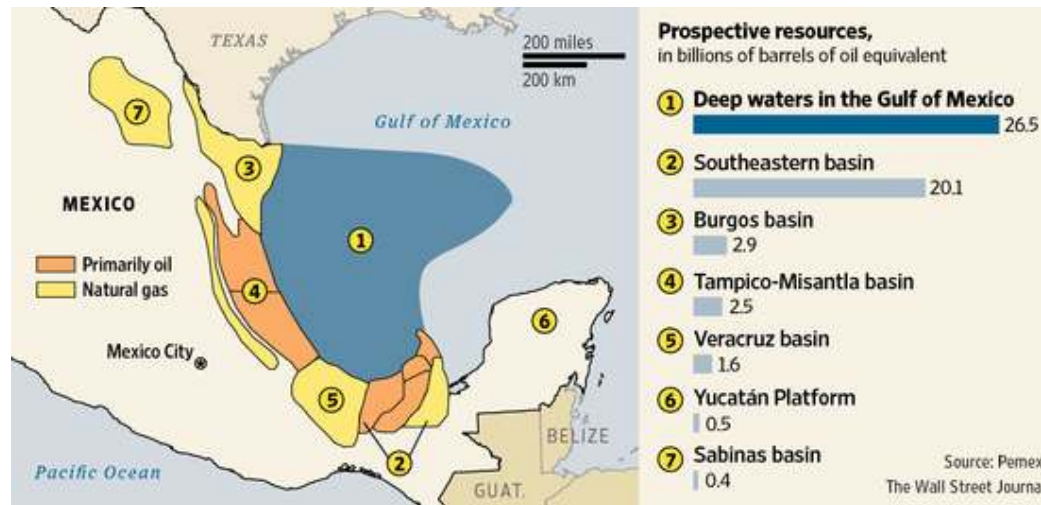 TEXAS
200 miles
200 km
Gulf of Mexico
7
3
MEXICO
1
Primarily oil
Natural gas
4
6
Mexico City
5
BELIZE
Pacific Ocean
2
GUAT.
Prospective resources,
in billions of barrels of oil equivalent
1 Deep waters in the Gulf of Mexico
26.5
2 Southeastern basin
20.1
3 Burgos basin
2.9
4 Tampico-Misantla basin
2.5
5 Veracruz basin
1.6
6 Yucatán Platform
0.5
7 Sabinas basin
0.4
Source: Pemex
The Wall Street Journa